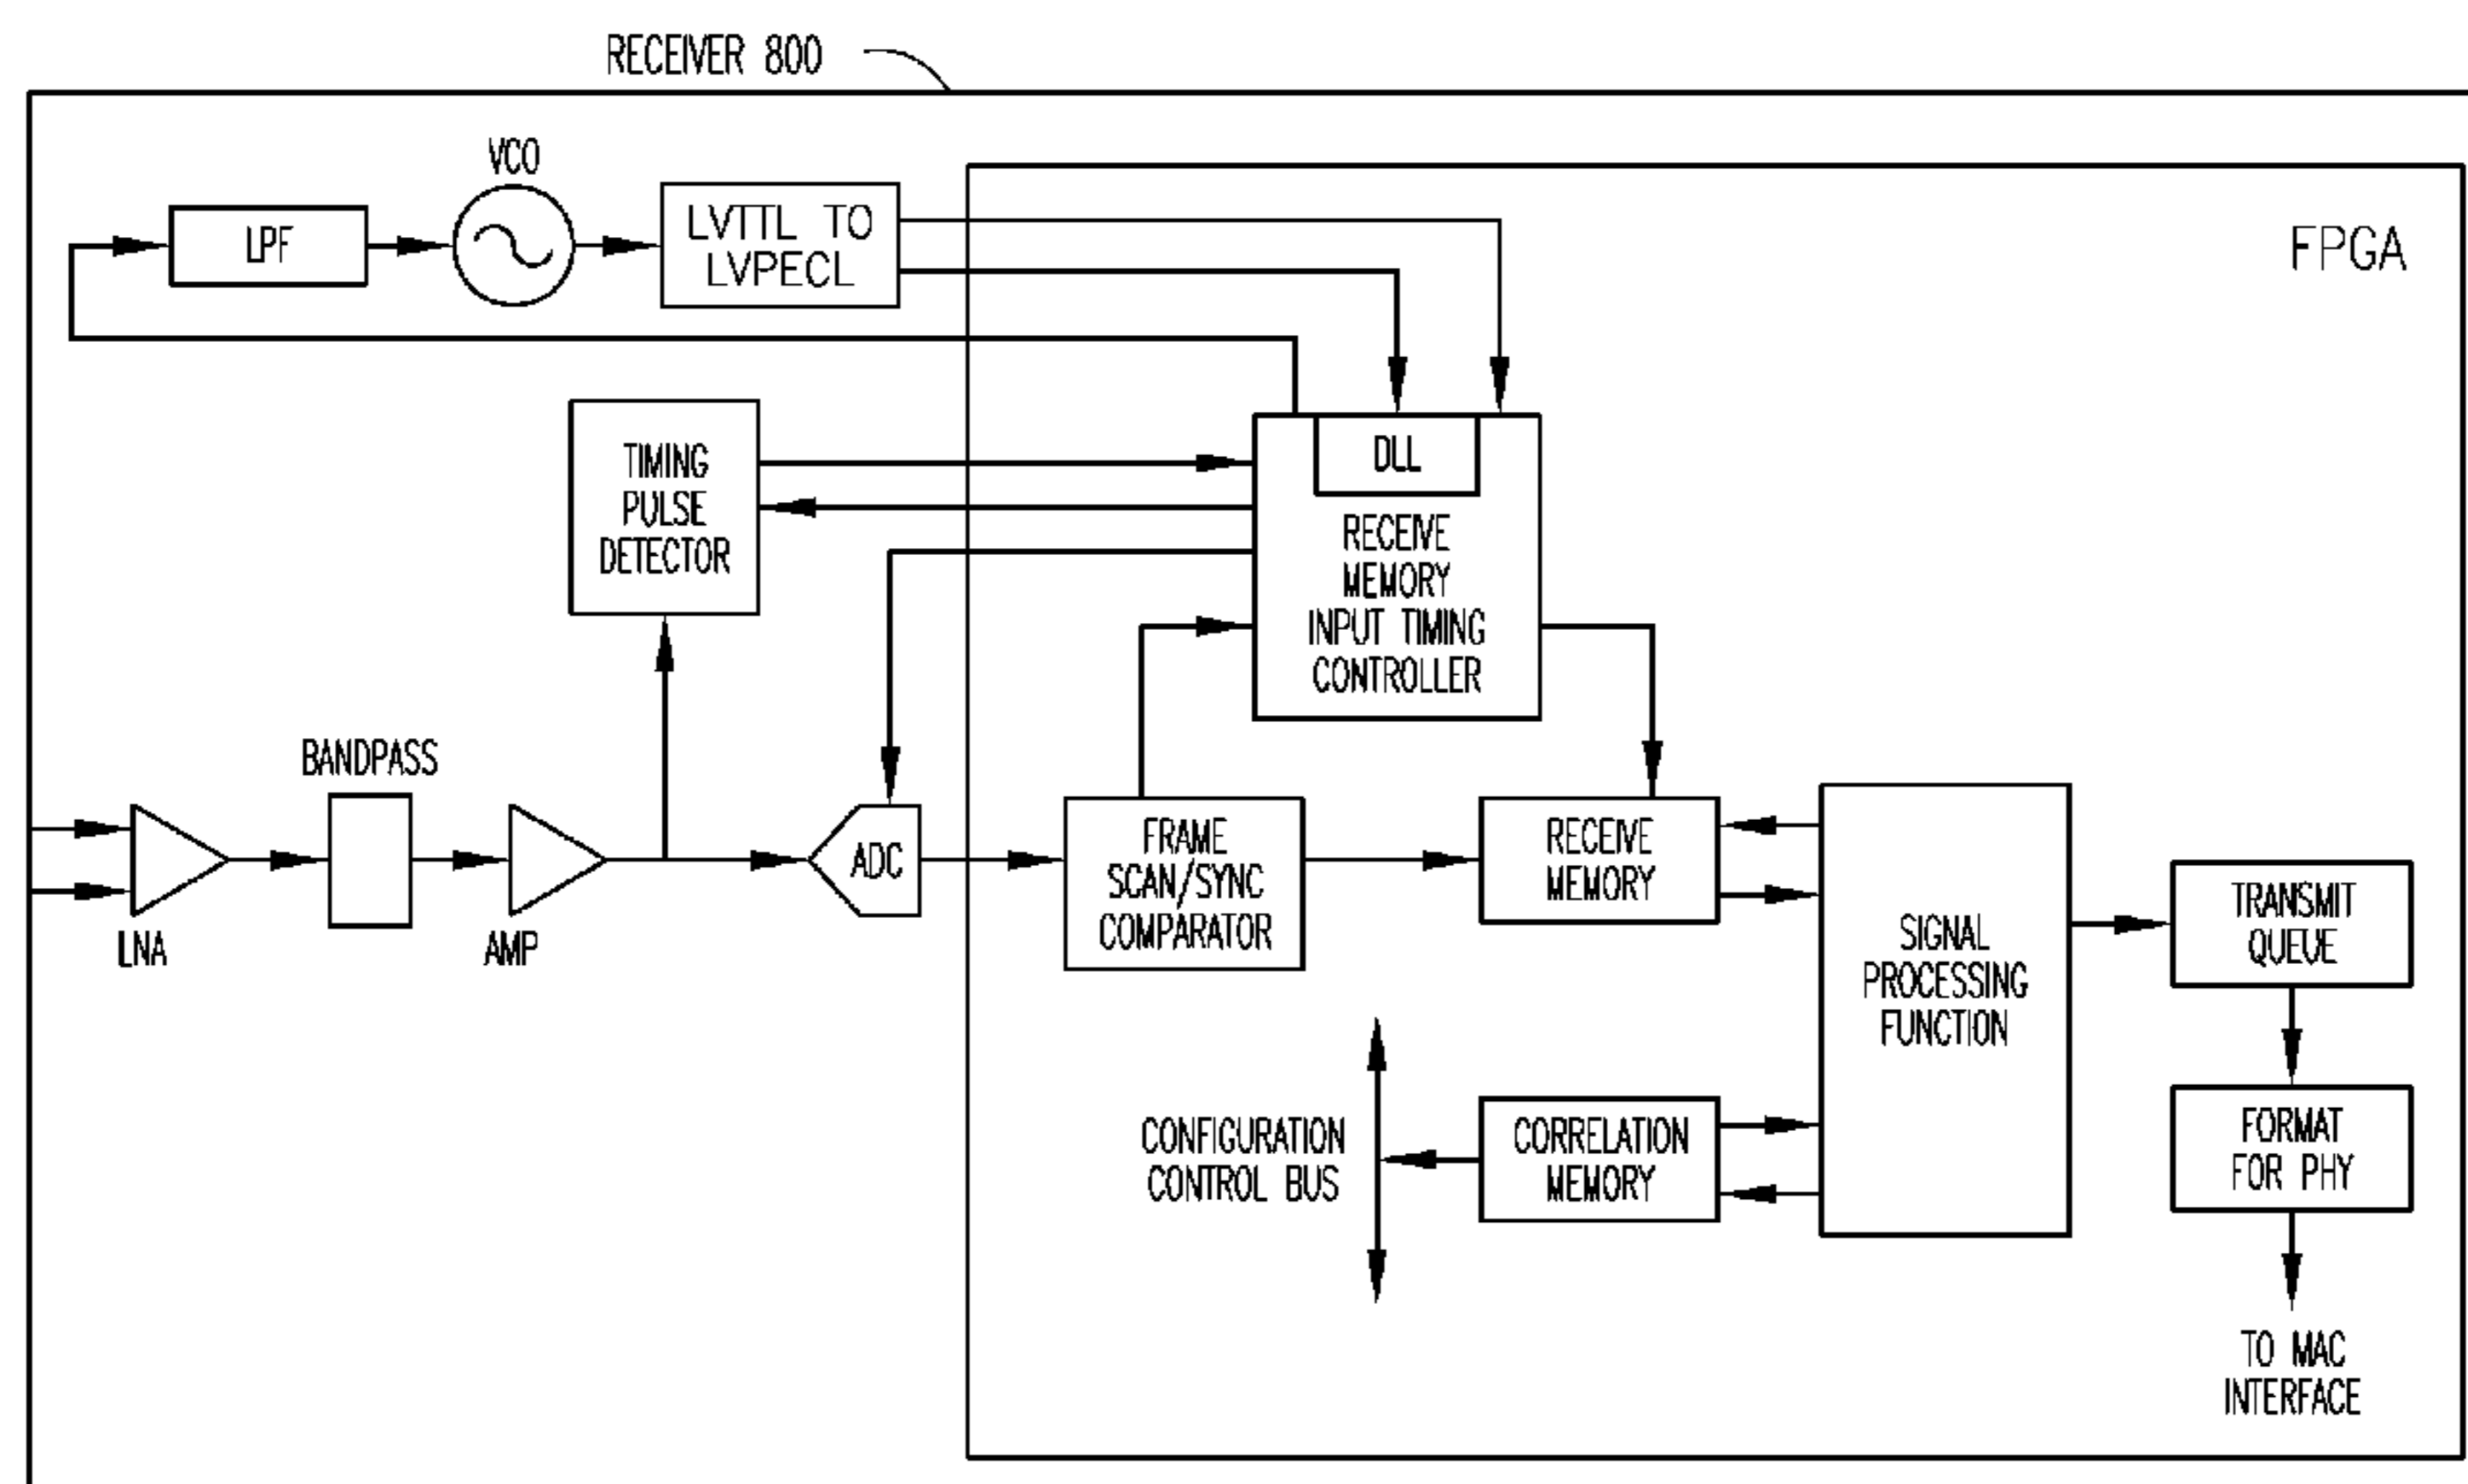 RECEIVER 800
VCO
LPF
LVTTL TO
LVPECL
FPGA
TIMING
PULSE
DETECTOR
DLL
RECEIVE
MEMORY
INPUT TIMING
CONTROLLER
BANDPASS
LNA
AMP
ADC
FRAME
SCAN/SYNC
COMPARATOR
RECEIVE
MEMORY
SIGNAL
PROCESSING
FUNCTION
TRANSMIT
QUEUE
CONFIGURATION
CONTROL BUS
CORRELATION
MEMORY
FORMAT
FOR PHY
TO MAC
INTERFACE